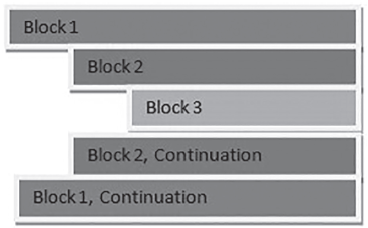 Block 1
Block 2
Block 3
Block 2, Continuation
Block 1, Continuation